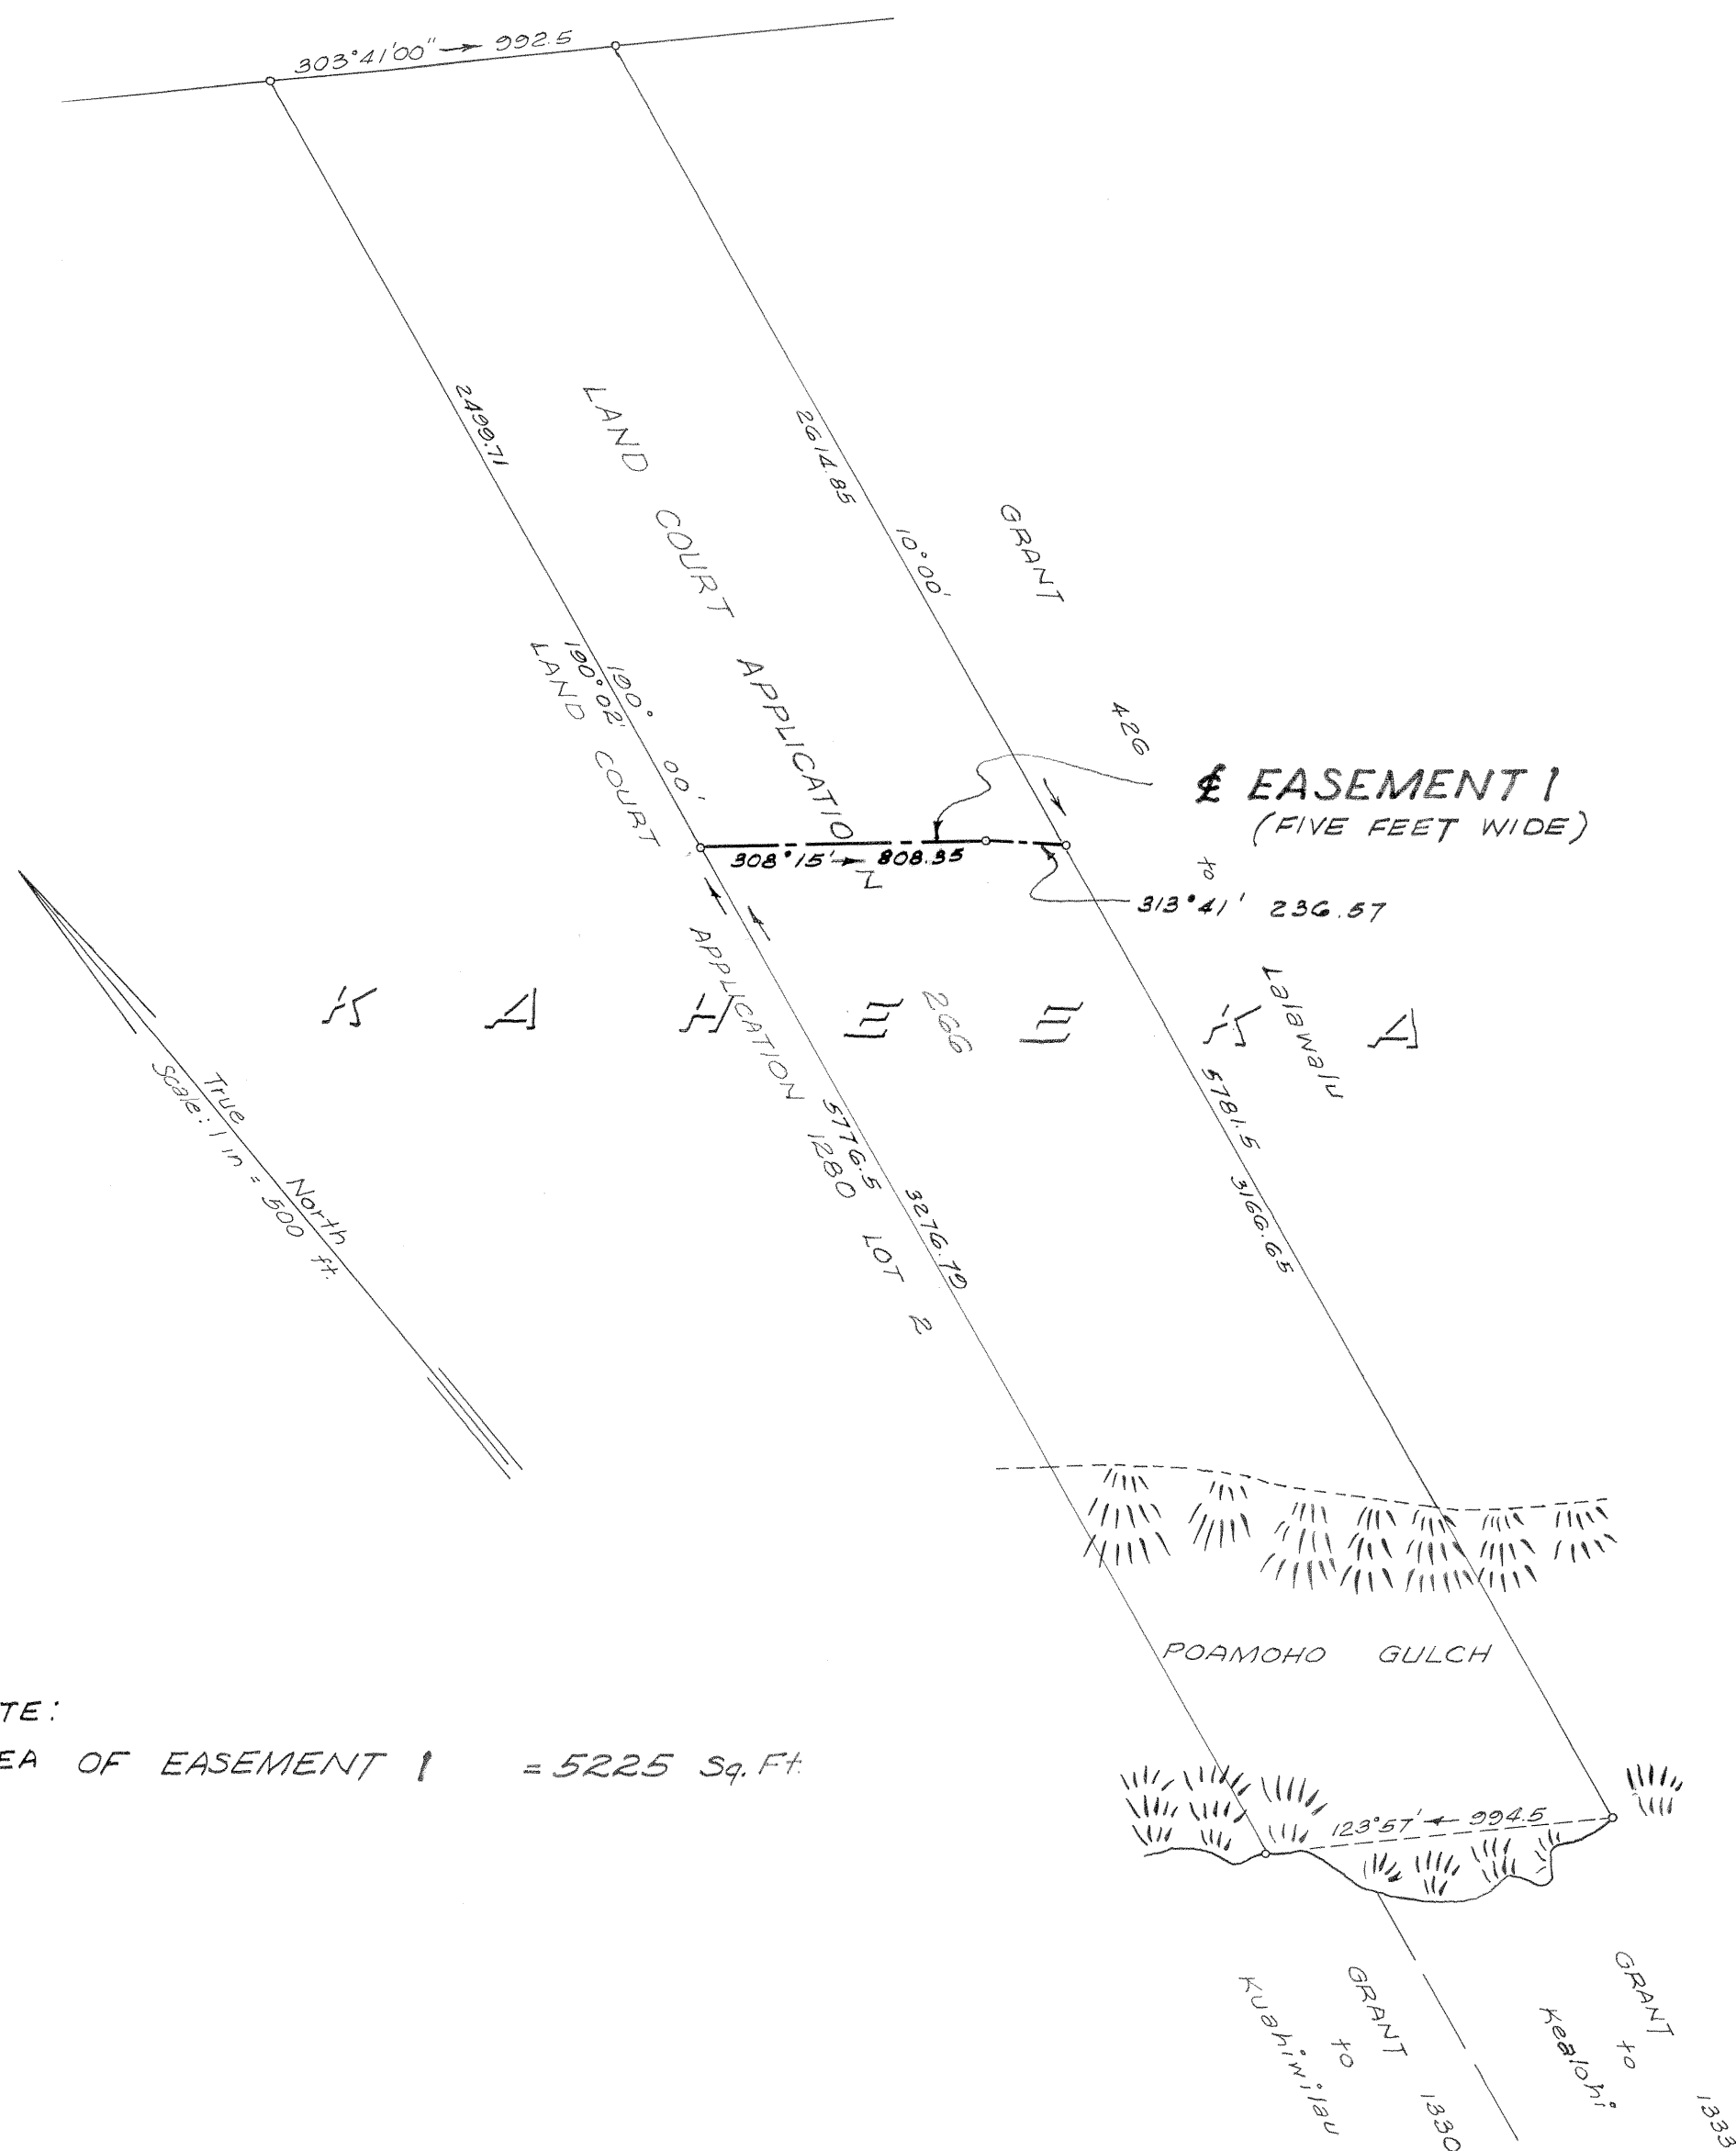 303°41'00" → 992.5
2499.71
2614.85
10°00'
LAND COURT APPLICATION 266
GRANT 426 to Lalawalu
190° 00'
190°02'
LAND COURT APPLICATION 1280 LOT 2
℄ EASEMENT 1
(FIVE FEET WIDE)
308°15' → 808.35
313°41' 236.57
KAHEEKA
True North
Scale: 1 in = 500 ft.
5776.5
3276.79
5781.5
3166.65
POAMOHO GULCH
TE:
EA OF EASEMENT 1 = 5225 Sq. Ft.
123°57' ← 994.5
GRANT 1330
to
Kuahiwilau
GRANT 1333
to
Kealohi